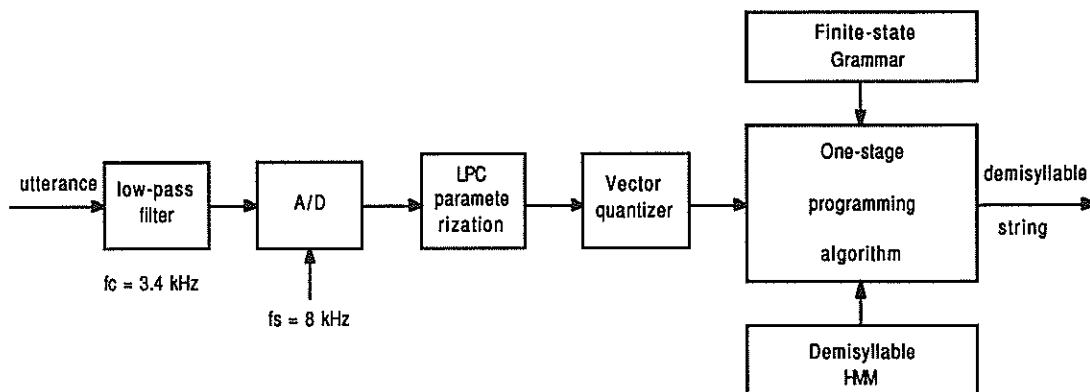 Finite-state
Grammar
utterance
low-pass
filter
A/D
LPC
paramete
rization
Vector
quantizer
One-stage
programming
algorithm
demisyllable
string
fc = 3.4 kHz
fs = 8 kHz
Demisyllable
HMM